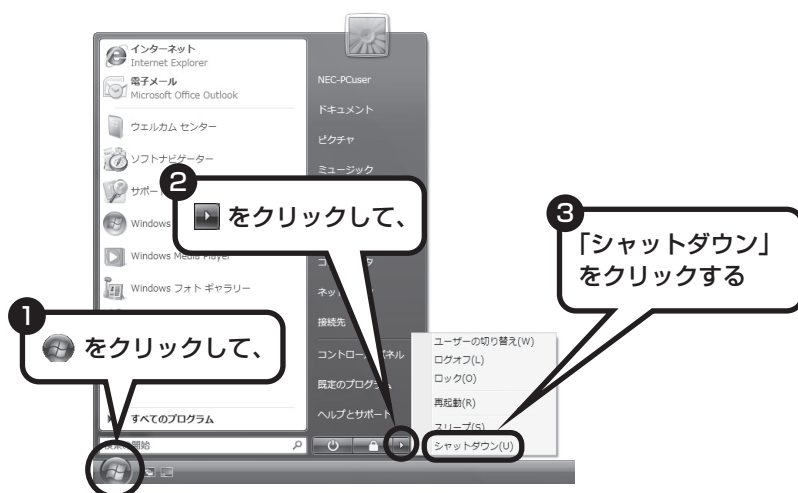 インターネット
Internet Explorer
電子メール
Microsoft Office Outlook
ウェルカム センター
ソフトナビゲーター
サポート
Windows
Windows Media Player
Windows フォト ギャラリー
すべてのプログラム
の開始
NEC-PCuser
ドキュメント
ピクチャ
ミュージック
接続先
コントロール パネル
既定のプログラム
ヘルプとサポート
ユーザーの切り替え(W)
ログオフ(L)
ロック(O)
再起動(R)
スリープ(S)
シャットダウン(U)
1
をクリックして、
2
をクリックして、
3
「シャットダウン」
をクリックする